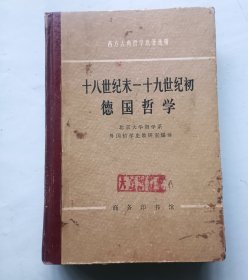 西方古典哲学原著选辑
十八世纪末—十九世纪初
德国哲学
北京大学哲学系
外国哲学史教研室编译
商务印书馆